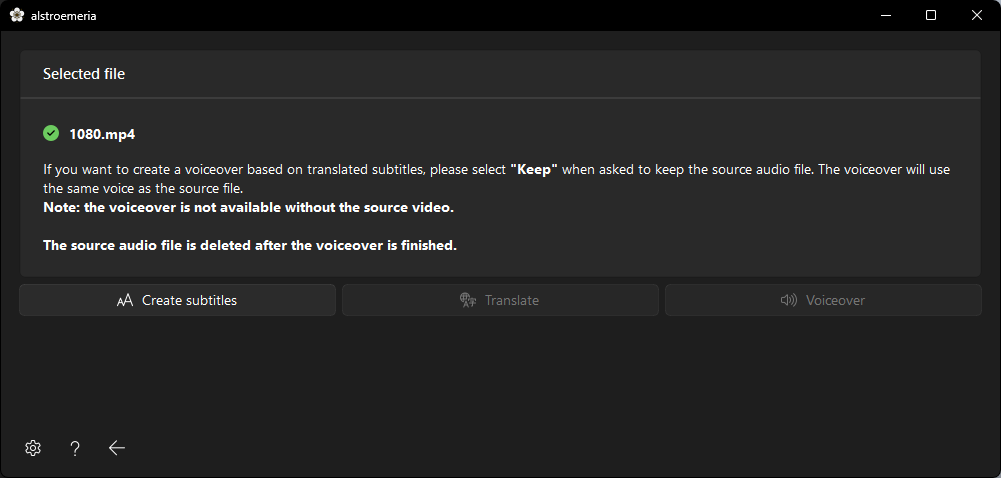 alstroemeria
Selected file
1080.mp4
If you want to create a voiceover based on translated subtitles, please select "Keep" when asked to keep the source audio file. The voiceover will use
the same voice as the source file.
Note: the voiceover is not available without the source video.
The source audio file is deleted after the voiceover is finished.
Create subtitles
Translate
Voiceover